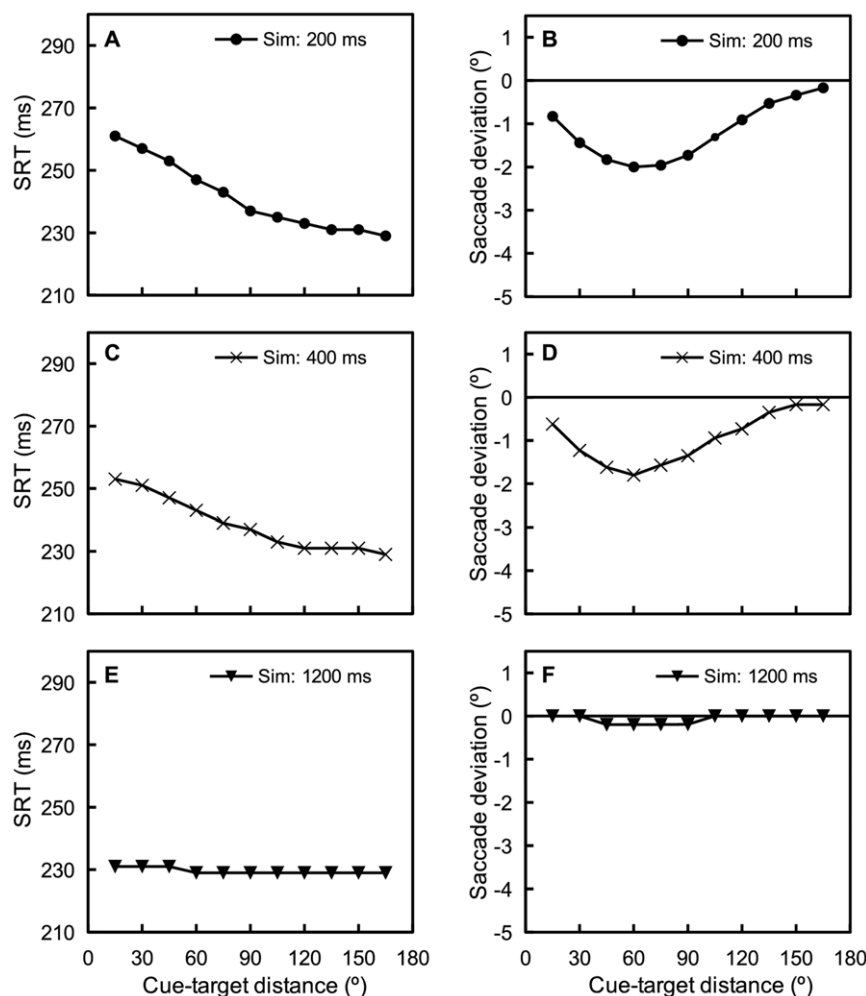 A
Sim: 200 ms
SRT (ms)
290
270
250
230
210
B
Sim: 200 ms
Saccade deviation (º)
1
0
-1
-2
-3
-4
-5
C
Sim: 400 ms
SRT (ms)
290
270
250
230
210
D
Sim: 400 ms
Saccade deviation (º)
1
0
-1
-2
-3
-4
-5
E
Sim: 1200 ms
SRT (ms)
290
270
250
230
210
0 30 60 90 120 150 180
Cue-target distance (º)
F
Sim: 1200 ms
Saccade deviation (º)
1
0
-1
-2
-3
-4
-5
0 30 60 90 120 150 180
Cue-target distance (º)